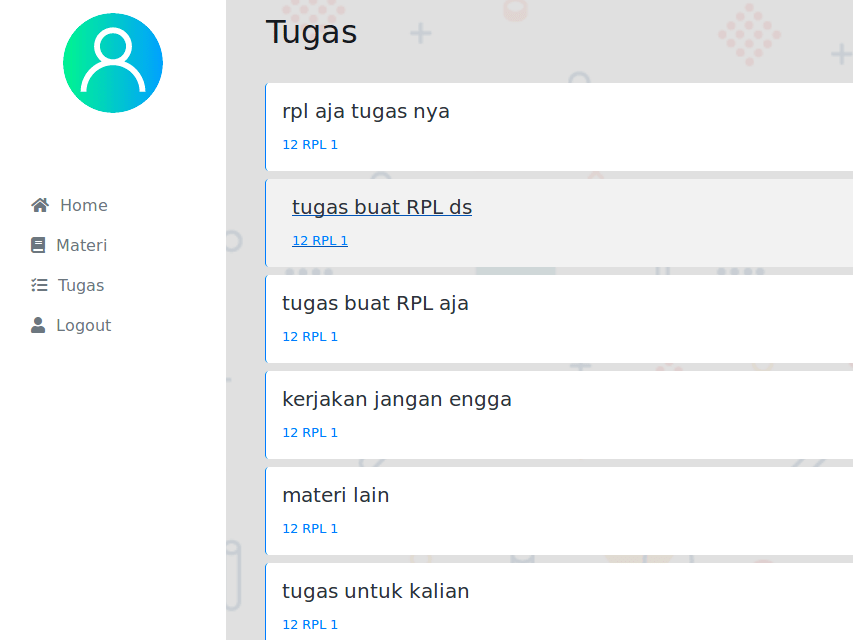 Tugas
Home
Materi
Tugas
Logout
rpl aja tugas nya
12 RPL 1
tugas buat RPL ds
12 RPL 1
tugas buat RPL aja
12 RPL 1
kerjakan jangan engga
12 RPL 1
materi lain
12 RPL 1
tugas untuk kalian
12 RPL 1